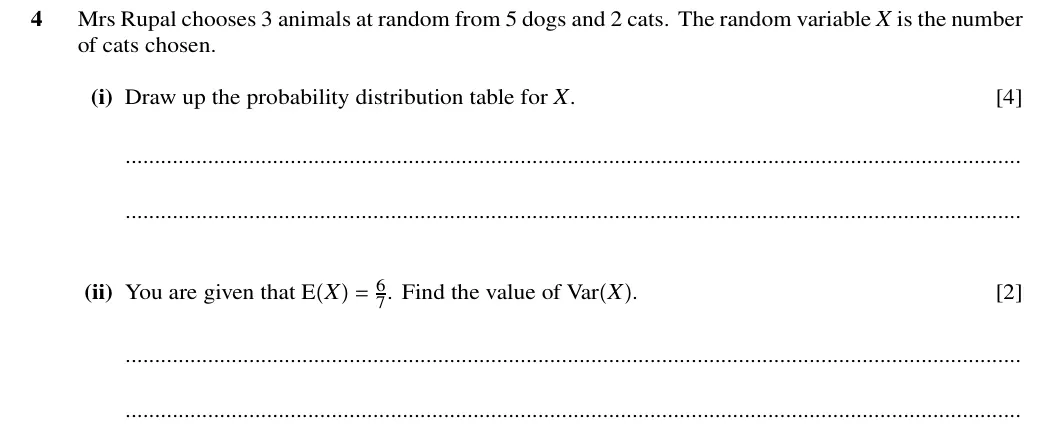 4 Mrs Rupal chooses 3 animals at random from 5 dogs and 2 cats. The random variable X is the number
of cats chosen.
(i) Draw up the probability distribution table for X. [4]
(ii) You are given that E(X) = 6/7. Find the value of Var(X). [2]